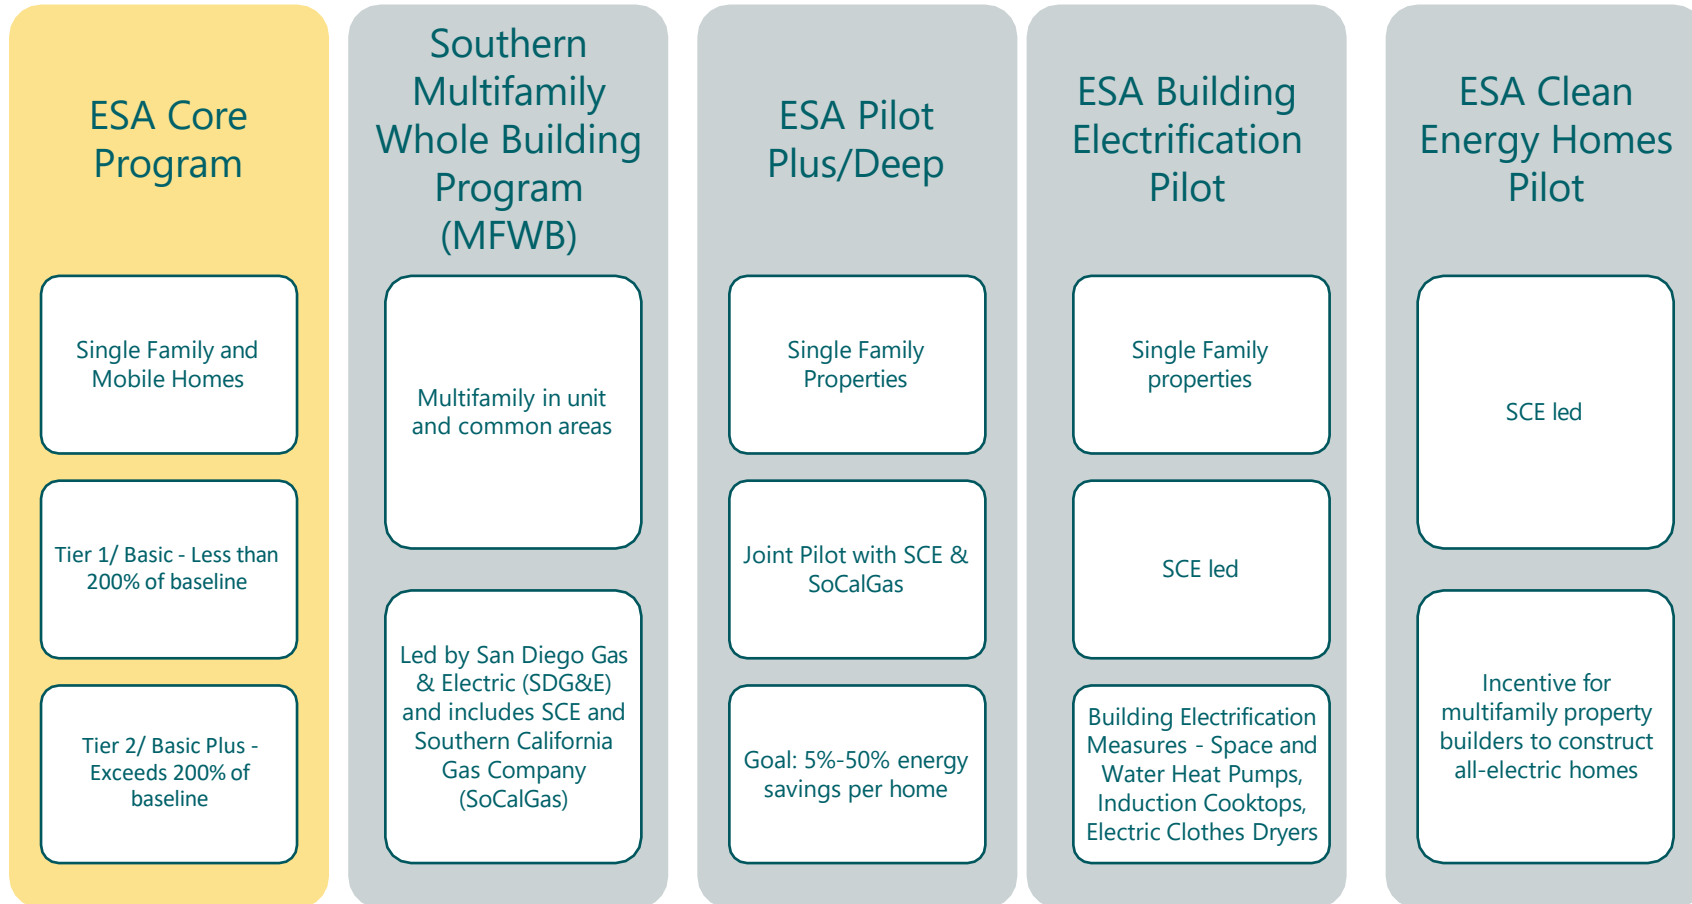 ESA Core
Program
Single Family and
Mobile Homes
Tier 1/ Basic - Less than
200% of baseline
Tier 2/ Basic Plus -
Exceeds 200% of
baseline
Southern
Multifamily
Whole Building
Program
(MFWB)
Multifamily in unit
and common areas
Led by San Diego Gas
& Electric (SDG&E)
and includes SCE and
Southern California
Gas Company
(SoCalGas)
ESA Pilot
Plus/Deep
Single Family
Properties
Joint Pilot with SCE &
SoCalGas
Goal: 5%-50% energy
savings per home
ESA Building
Electrification
Pilot
Single Family
properties
SCE led
Building Electrification
Measures - Space and
Water Heat Pumps,
Induction Cooktops,
Electric Clothes Dryers
ESA Clean
Energy Homes
Pilot
SCE led
Incentive for
multifamily property
builders to construct
all-electric homes